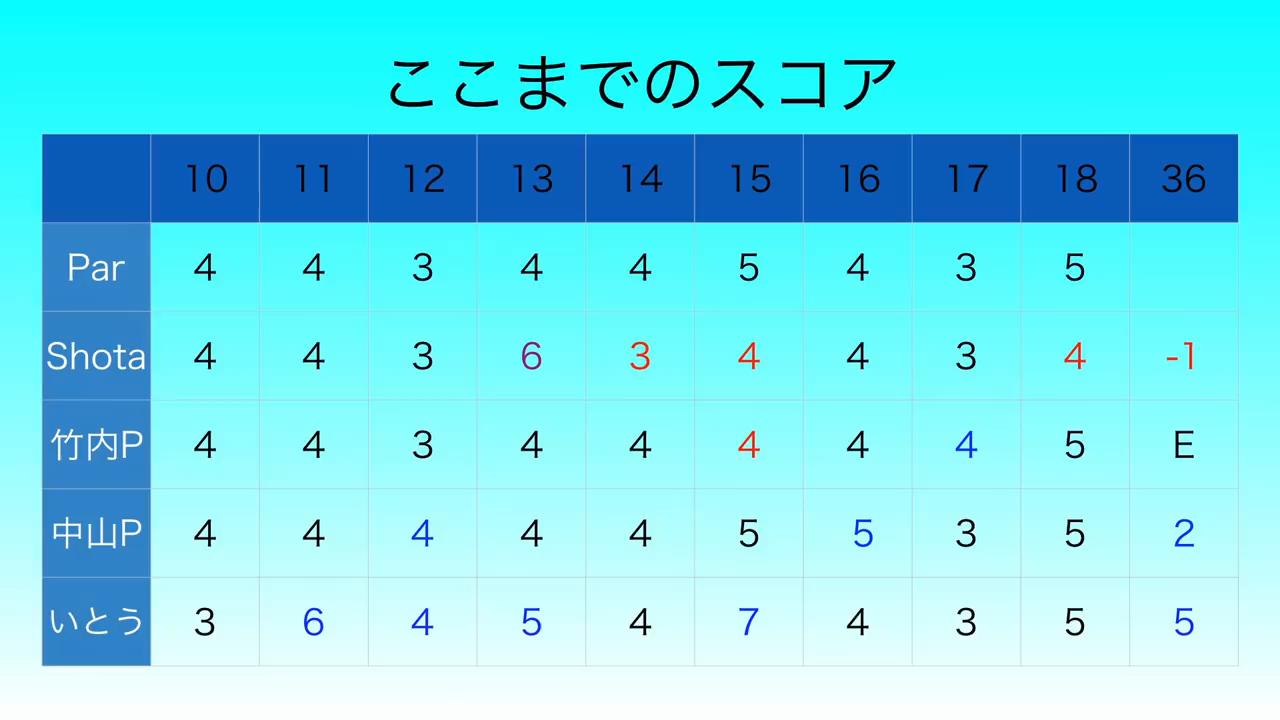 ここまでのスコア
10 11 12 13 14 15 16 17 18 36
Par 4 4 3 4 4 5 4 3 5
Shota 4 4 3 6 3 4 4 3 4 -1
竹内P 4 4 3 4 4 4 4 4 5 E
中山P 4 4 4 4 4 5 5 3 5 2
いとう 3 6 4 5 4 7 4 3 5 5